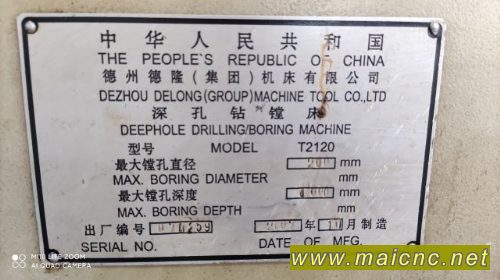 中华人民共和国
THE PEOPLE'S REPUBLIC OF CHINA
德州德隆(集团)机床有限公司
DEZHOU DELONG(GROUP)MACHINE TOOL CO.,LTD
深孔钻镗床
DEEPHOLE DRILLING/BORING MACHINE
型号 MODEL T2120
最大镗孔直径 200 mm
MAX. BORING DIAMETER mm
最大镗孔深度 mm
MAX. BORING DEPTH mm
出厂编号 年 月制造
SERIAL NO. DATE OF MFG.
MI 10 LITE ZOOM
AI QUAD CAMERA
www.maicnc.net